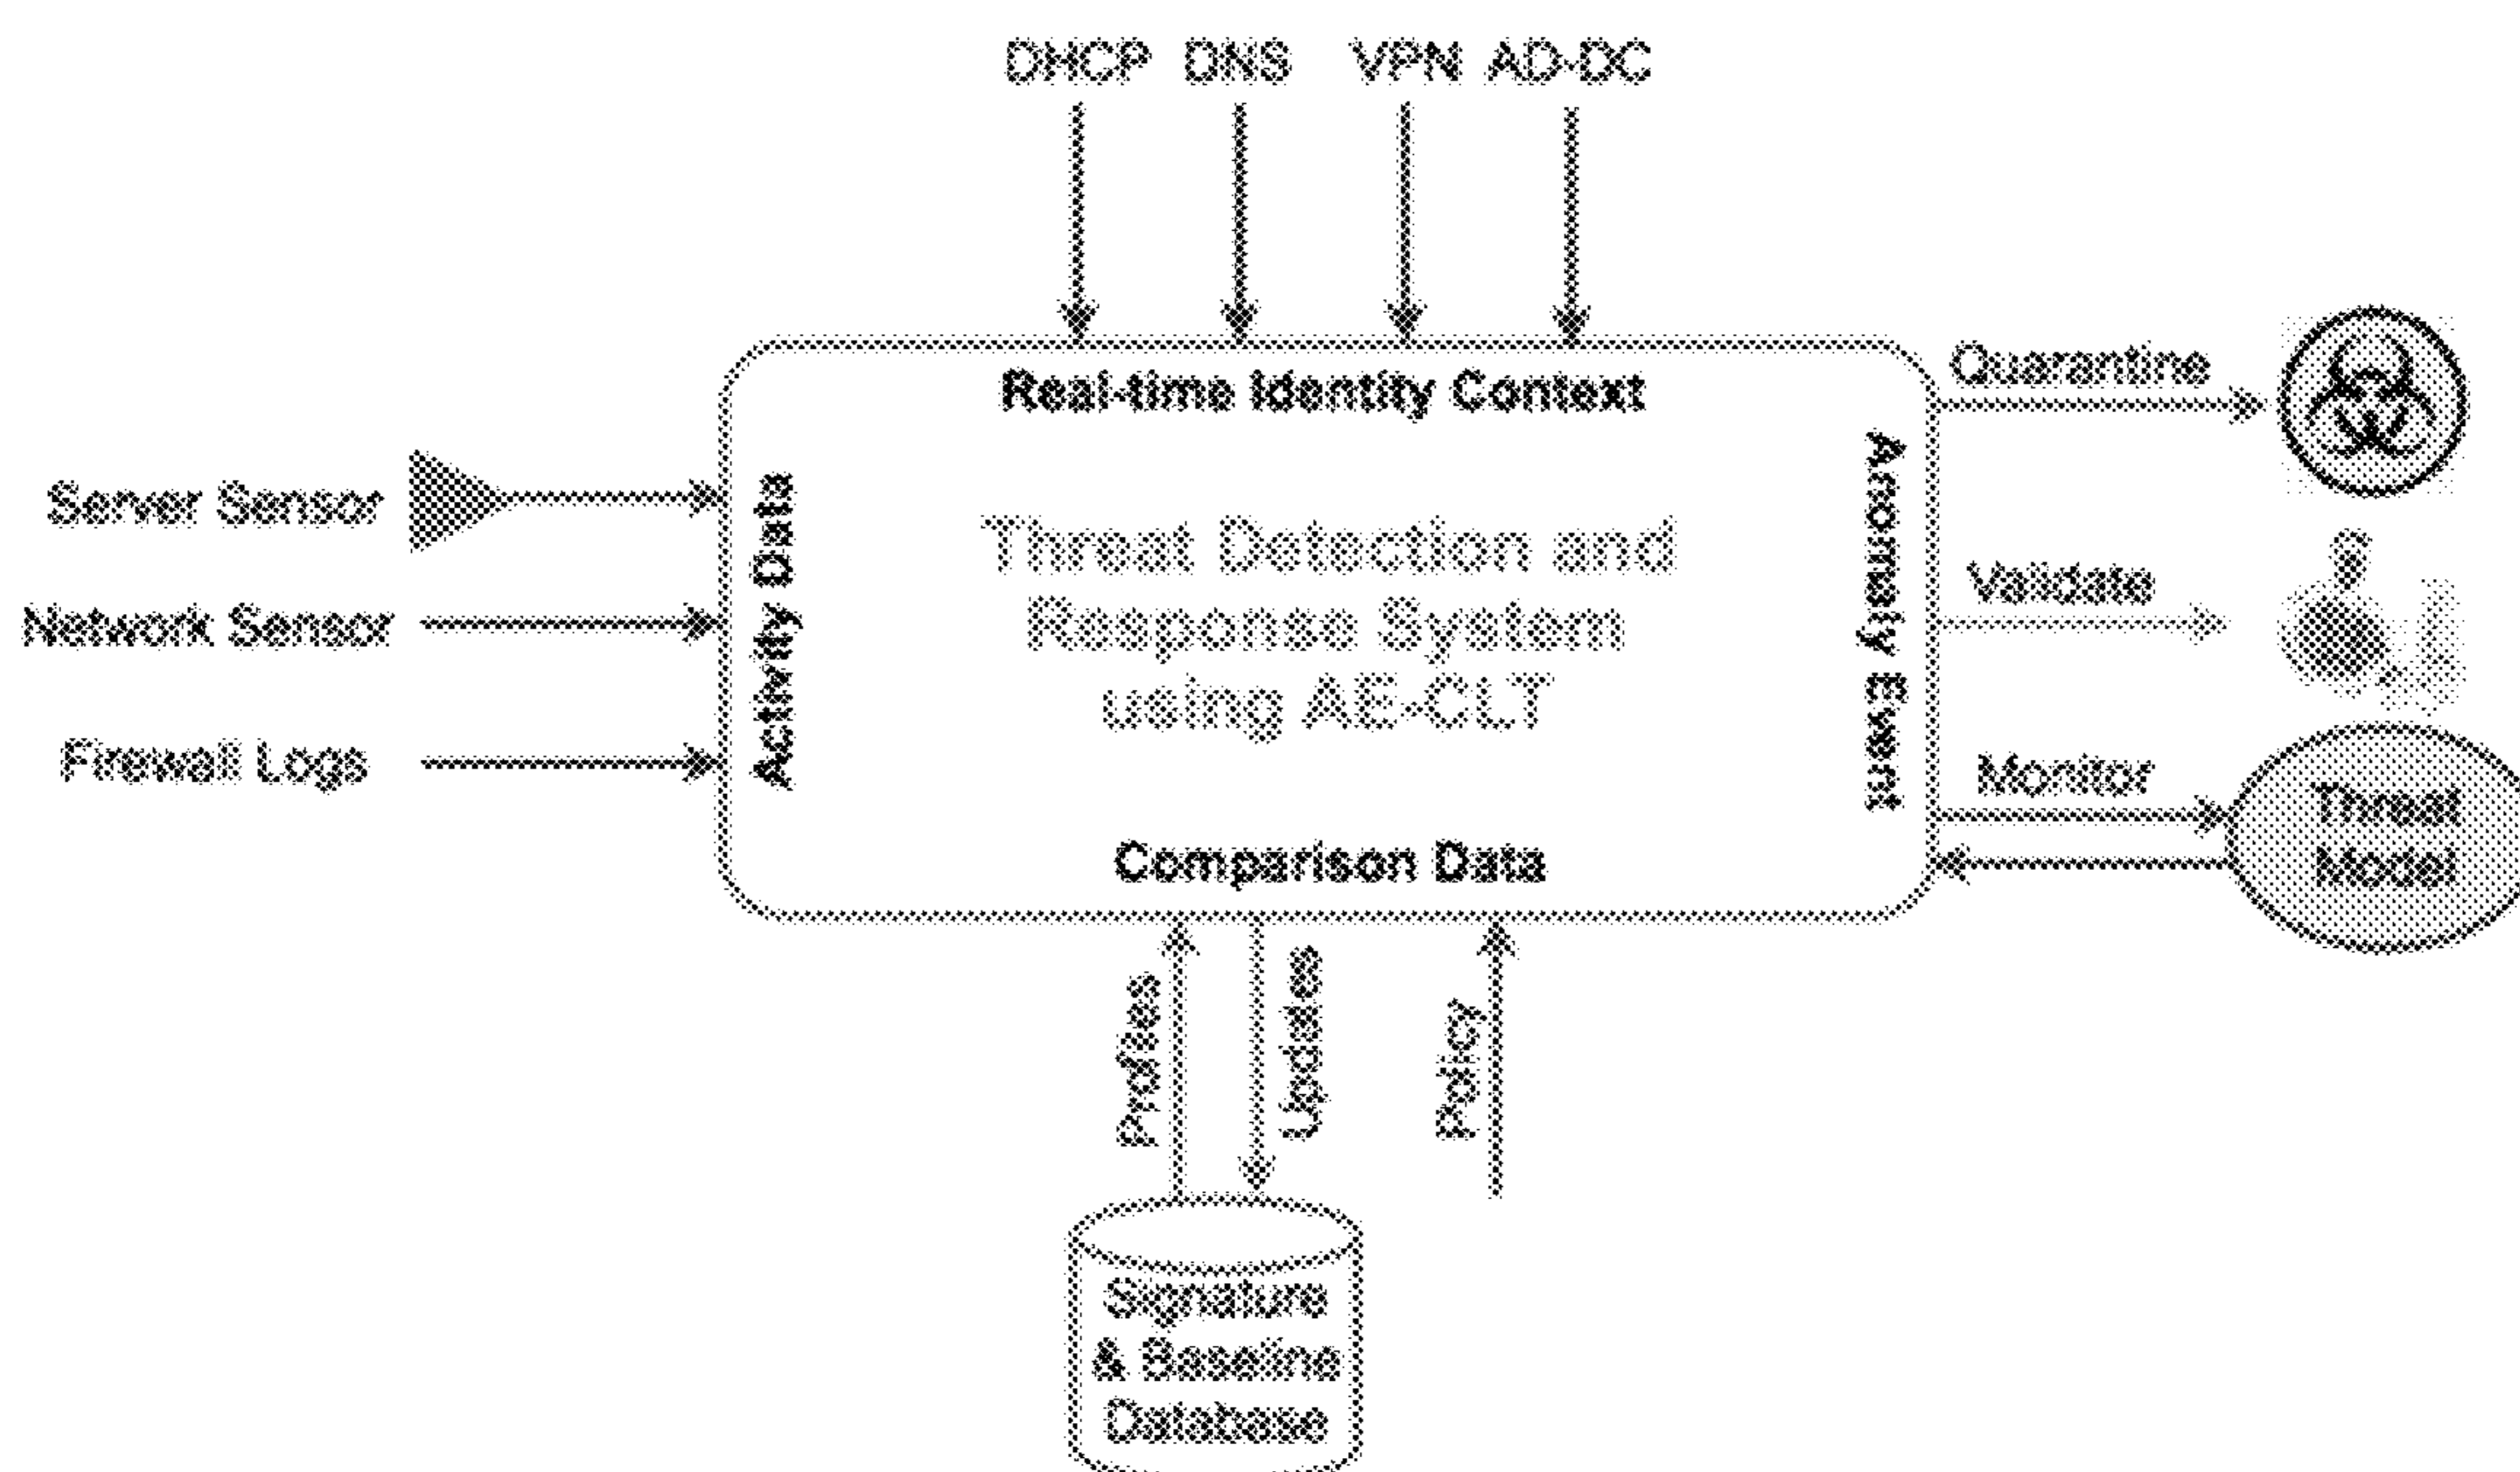 DHCP DNS VPN AD-DC
Real-time Identity Context
Quarantine
Server Sensor
Network Sensor
Firewall Logs
Activity Data
Threat Detection and
Response System
using AE-CLT
Anomaly Event
Validate
Monitor
Threat
Model
Comparison Data
Profiles
Updates
Policy
Signature
& Baseline
Database